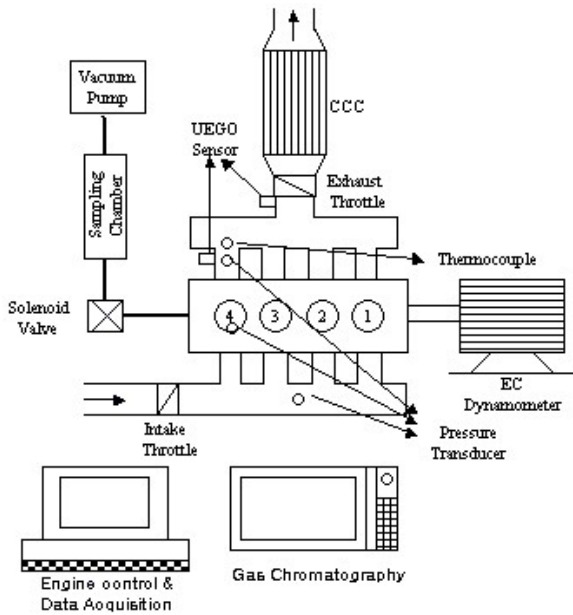 Vacuum
Pump
CCC
UEGO
Sensor
Sampling
Chamber
Exhaust
Throttle
Thermocouple
Solenoid
Valve
4
3
2
1
EC
Dynamometer
Intake
Throttle
Pressure
Transducer
Engine control &
Data Aoquisition
Gas Chromatography